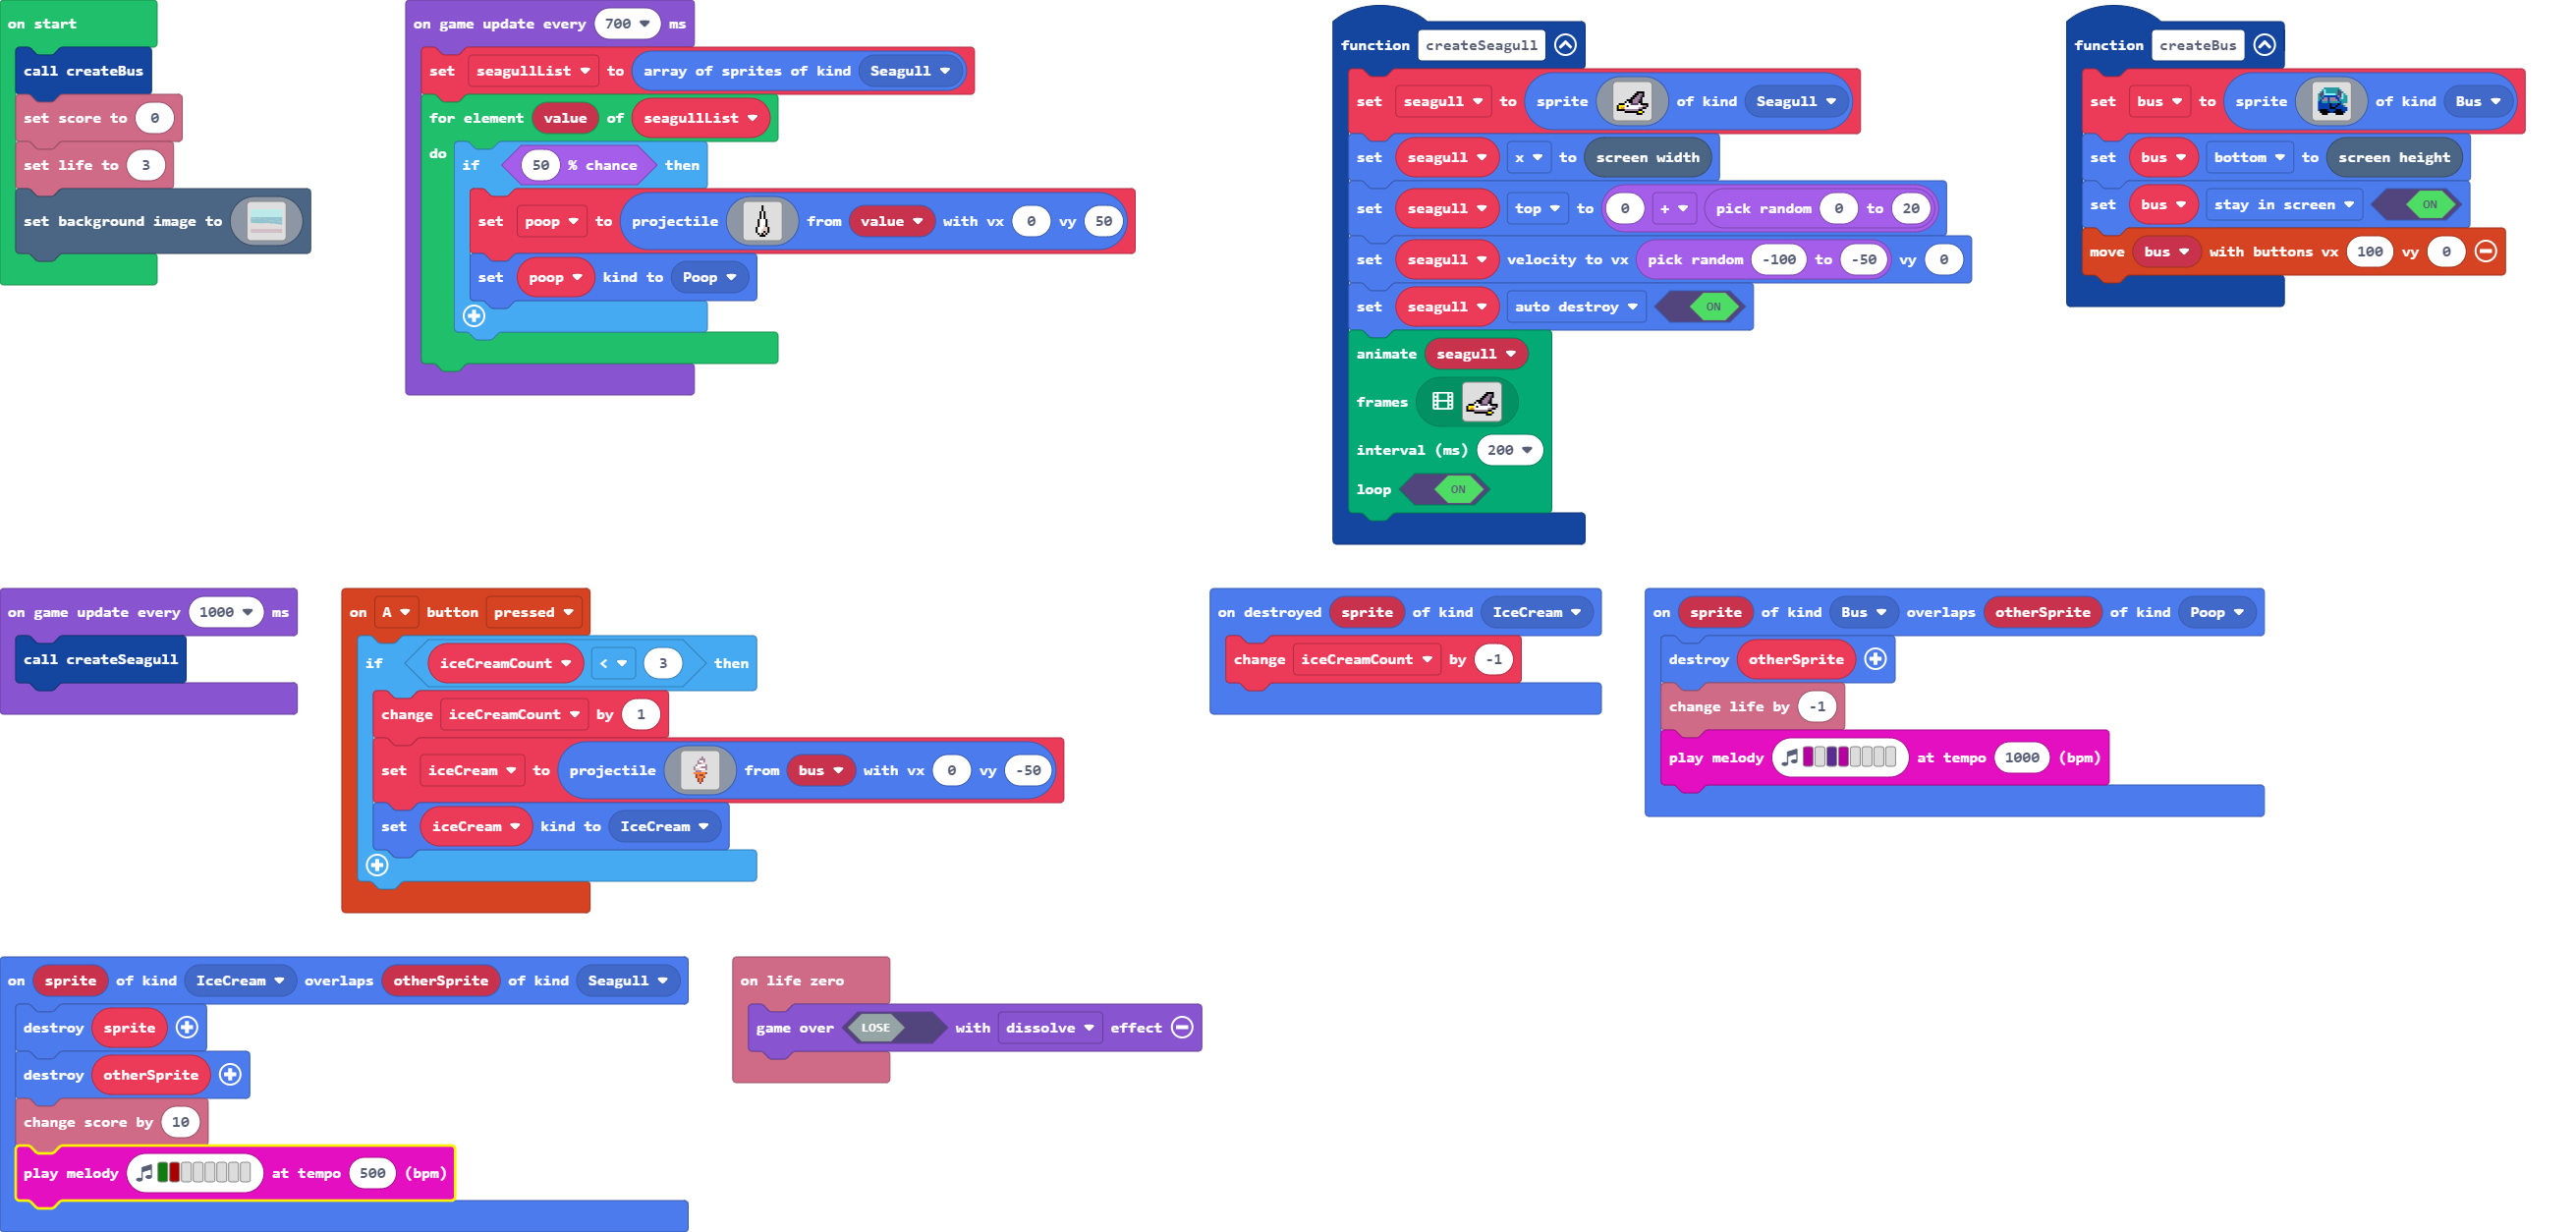 on start
call createBus
set score to 0
set life to 3
set background image to
on game update every 700 ms
set seagullList to array of sprites of kind Seagull
for element value of seagullList
do
if 50 % chance then
set poop to projectile from value with vx 0 vy 50
set poop kind to Poop
function createSeagull
set seagull to sprite of kind Seagull
set seagull x to screen width
set seagull top to 0 + pick random 0 to 20
set seagull velocity to vx pick random -100 to -50 vy 0
set seagull auto destroy ON
animate seagull
frames
interval (ms) 200
loop ON
function createBus
set bus to sprite of kind Bus
set bus bottom to screen height
set bus stay in screen ON
move bus with buttons vx 100 vy 0
on game update every 1000 ms
call createSeagull
on A button pressed
if iceCreamCount < 3 then
change iceCreamCount by 1
set iceCream to projectile from bus with vx 0 vy -50
set iceCream kind to IceCream
on destroyed sprite of kind IceCream
change iceCreamCount by -1
on sprite of kind Bus overlaps otherSprite of kind Poop
destroy otherSprite
change life by -1
play melody at tempo 1000 (bpm)
on sprite of kind IceCream overlaps otherSprite of kind Seagull
destroy sprite
destroy otherSprite
change score by 10
play melody at tempo 500 (bpm)
on life zero
game over LOSE with dissolve effect